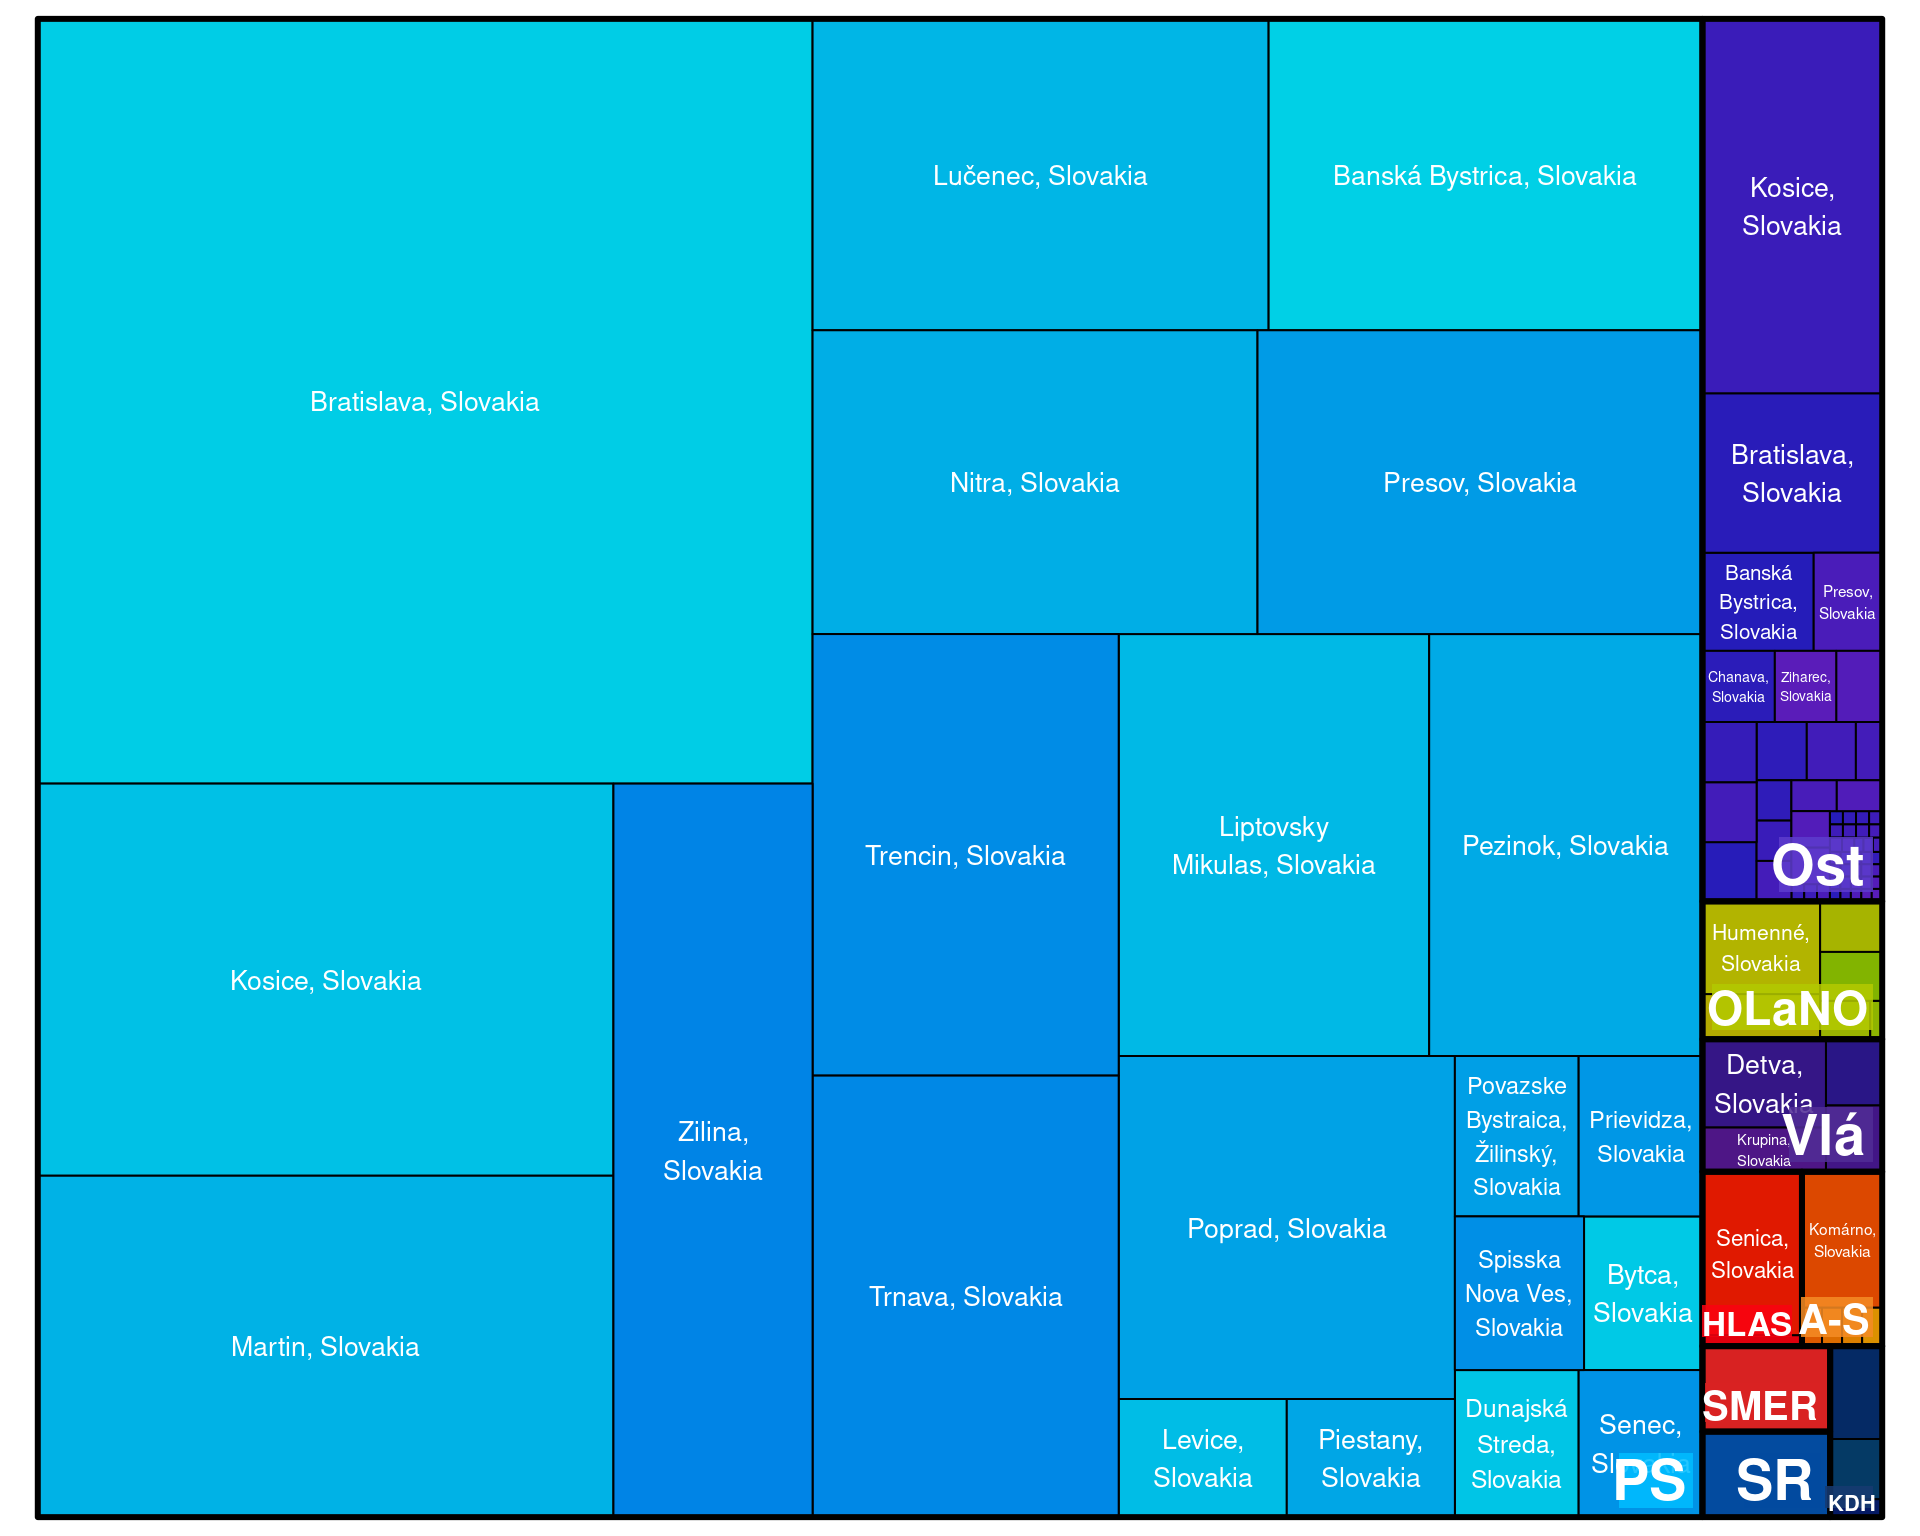 Bratislava, Slovakia
Lučenec, Slovakia
Banská Bystrica, Slovakia
Nitra, Slovakia
Presov, Slovakia
Kosice, Slovakia
Martin, Slovakia
Zilina,
Slovakia
Trencin, Slovakia
Trnava, Slovakia
Liptovsky
Mikulas, Slovakia
Pezinok, Slovakia
Poprad, Slovakia
Levice,
Slovakia
Piestany,
Slovakia
Povazske
Bystraica,
Žilinský,
Slovakia
Prievidza,
Slovakia
Spisska
Nova Ves,
Slovakia
Bytca,
Slovakia
Dunajská
Streda,
Slovakia
Senec,
PS
Kosice,
Slovakia
Bratislava,
Slovakia
Banská
Bystrica,
Slovakia
Presov,
Slovakia
Chanava,
Slovakia
Ziharec,
Slovakia
Ost
Humenné,
Slovakia
OLaNO
Detva,
Slovakia
Krupina,
Slovakia
Vlá
Senica,
Slovakia
HLAS
Komárno,
Slovakia
A-S
SMER
SR
KDH